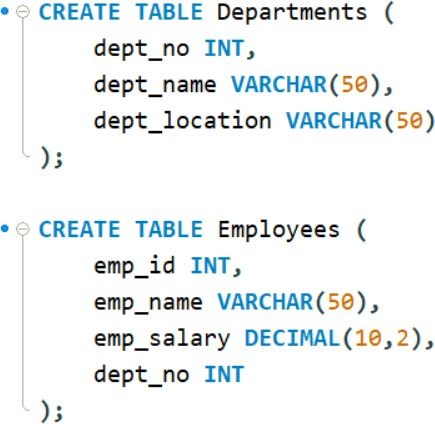 CREATE TABLE Departments (
    dept_no INT,
    dept_name VARCHAR(50),
    dept_location VARCHAR(50)
);
CREATE TABLE Employees (
    emp_id INT,
    emp_name VARCHAR(50),
    emp_salary DECIMAL(10,2),
    dept_no INT
);